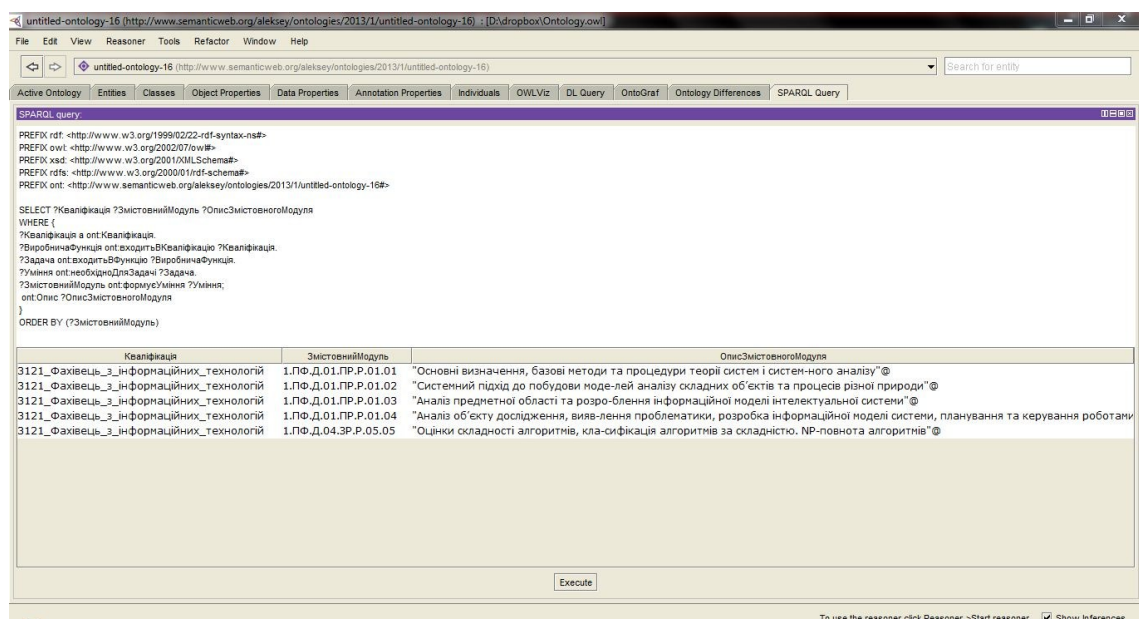 untitled-ontology-16 (http://www.semanticweb.org/aleksey/ontologies/2013/1/untitled-ontology-16) : [D:\dropbox\Ontology.owl]
File Edit View Reasoner Tools Refactor Window Help
untitled-ontology-16 (http://www.semanticweb.org/aleksey/ontologies/2013/1/untitled-ontology-16) Search for entity
Active Ontology Entities Classes Object Properties Data Properties Annotation Properties Individuals OWLViz DL Query OntoGraf Ontology Differences SPARQL Query
SPARQL query:
PREFIX rdf: <http://www.w3.org/1999/02/22-rdf-syntax-ns#>
PREFIX owl: <http://www.w3.org/2002/07/owl#>
PREFIX xsd: <http://www.w3.org/2001/XMLSchema#>
PREFIX rdfs: <http://www.w3.org/2000/01/rdf-schema#>
PREFIX ont: <http://www.semanticweb.org/aleksey/ontologies/2013/1/untitled-ontology-16#>
SELECT ?Кваліфікація ?ЗмістовнийМодуль ?ОписЗмістовногоМодуля
WHERE {
?Кваліфікація a ont:Кваліфікація.
?ВиробничаФункція ont:входитьВКваліфікацію ?Кваліфікація.
?Задача ont:входитьВФункцію ?ВиробничаФункція.
?Уміння ont:необхідноДляЗадачі ?Задача.
?ЗмістовнийМодуль ont:формуєУміння ?Уміння;
ont:Опис ?ОписЗмістовногоМодуля
}
ORDER BY (?ЗмістовнийМодуль)
Кваліфікація ЗмістовнийМодуль ОписЗмістовногоМодуля
3121_Фахівець_з_інформаційних_технологій 1.ПФ.Д.01.ПР.Р.01.01 "Основні визначення, базові методи та процедури теорії систем і систем-ного аналізу"@
3121_Фахівець_з_інформаційних_технологій 1.ПФ.Д.01.ПР.Р.01.02 "Системний підхід до побудови моде-лей аналізу складних об’єктів та процесів різної природи"@
3121_Фахівець_з_інформаційних_технологій 1.ПФ.Д.01.ПР.Р.01.03 "Аналіз предметної області та розро-блення інформаційної моделі інтелектуальної системи"@
3121_Фахівець_з_інформаційних_технологій 1.ПФ.Д.01.ПР.Р.01.04 "Аналіз об’єкту дослідження, вияв-лення проблематики, розробка інформаційної моделі системи, планування та керування роботами
3121_Фахівець_з_інформаційних_технологій 1.ПФ.Д.04.ЗР.Р.05.05 "Оцінки складності алгоритмів, кла-сифікація алгоритмів за складністю. NP-повнота алгоритмів"@
Execute
To use the reasoner click Reasoner->Start reasoner Show Inferences